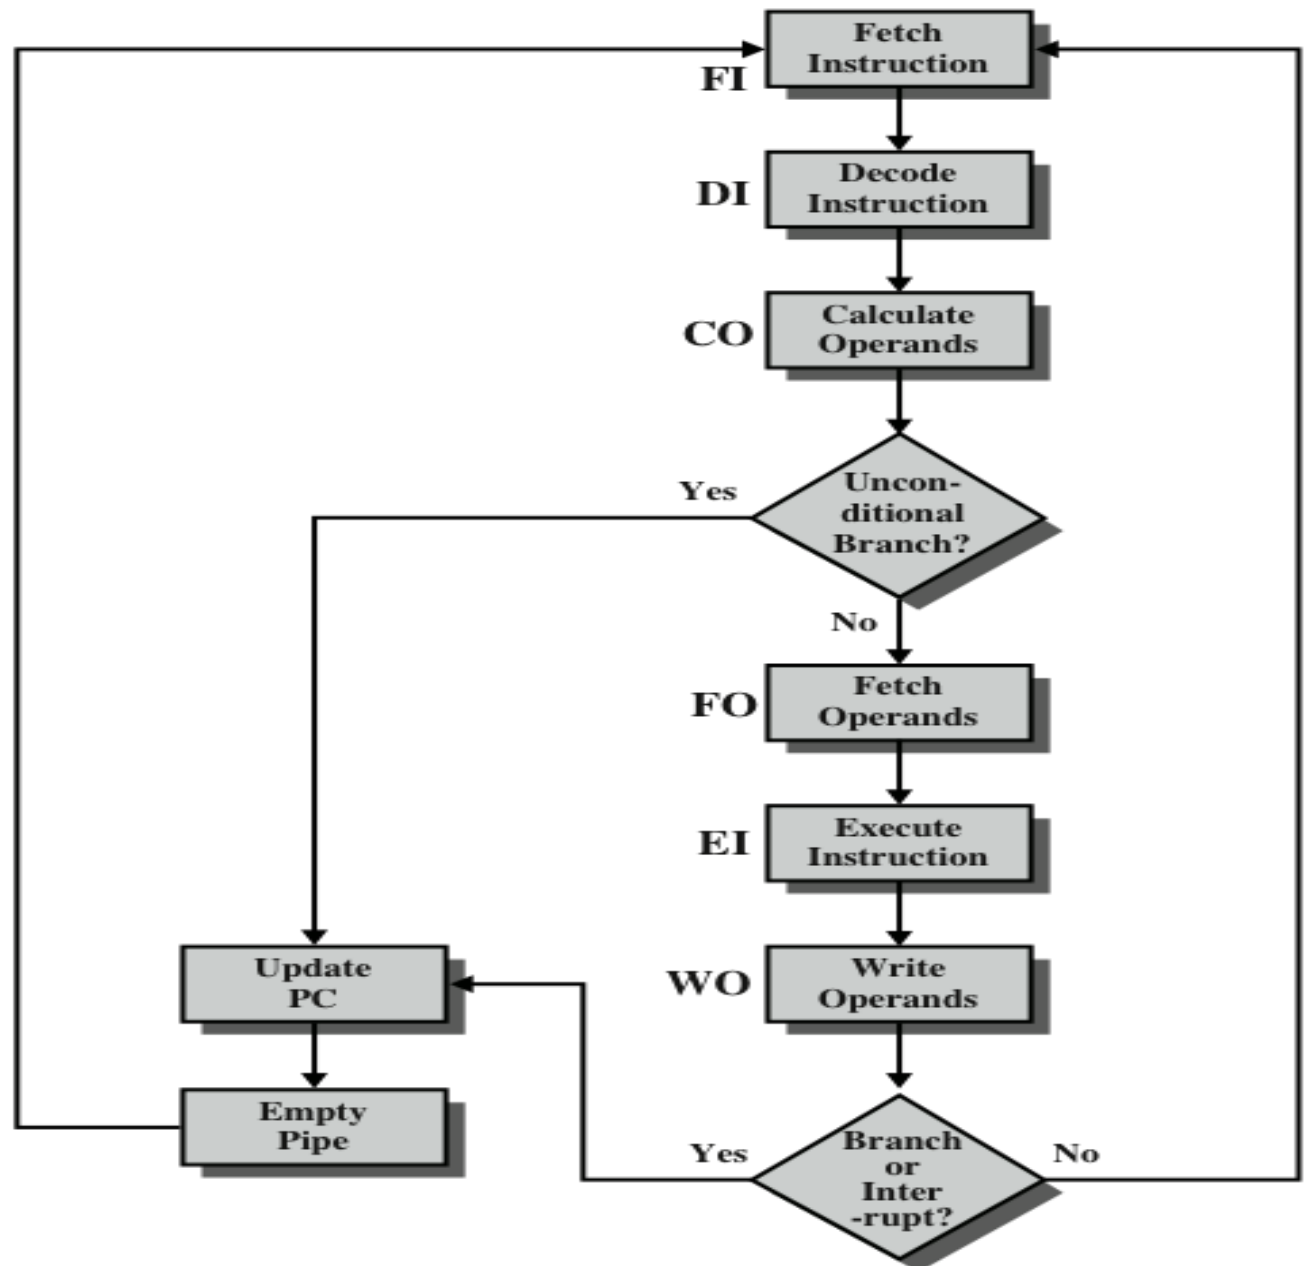 Fetch
Instruction
FI
Decode
Instruction
DI
Calculate
Operands
CO
Uncon-
ditional
Branch?
Yes
No
Fetch
Operands
FO
Execute
Instruction
EI
Update
PC
WO
Write
Operands
Empty
Pipe
Yes
Branch
or
Inter
-rupt?
No